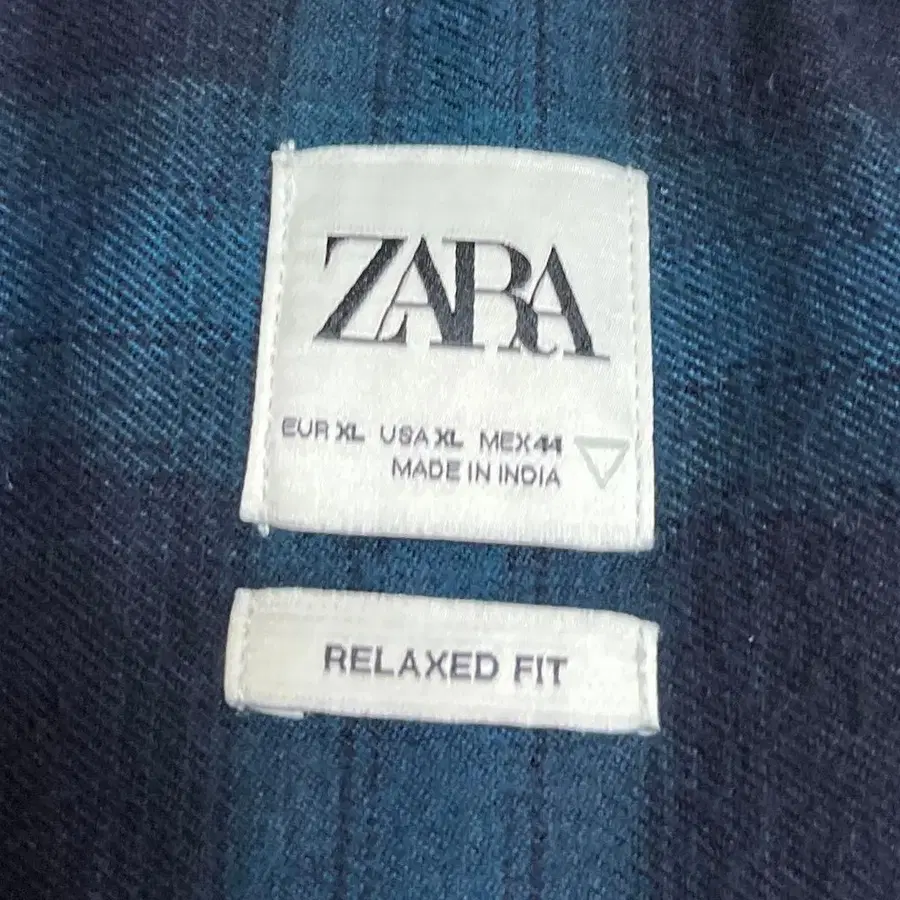 ZARA
EUR XL USA XL MEX 44
MADE IN INDIA
RELAXED FIT